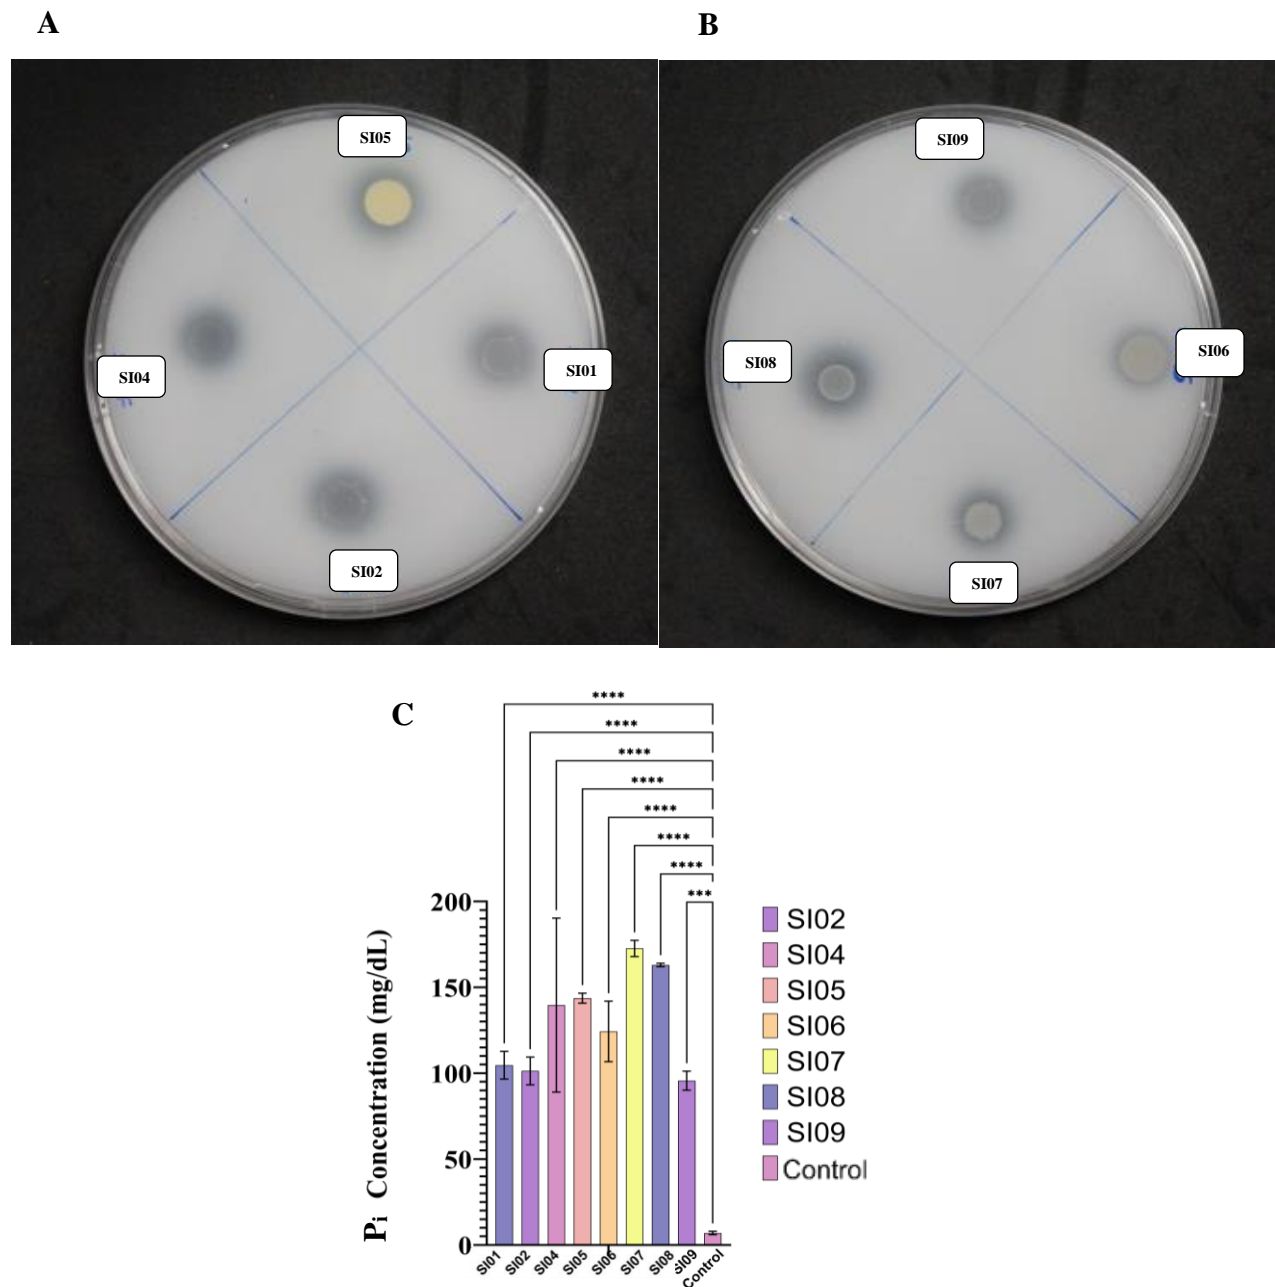 A
B
SI05
SI04
SI01
SI02
SI09
SI08
SI06
SI07
C
****
****
****
****
****
****
****
***
Pi Concentration (mg/dL)
200
150
100
50
0
SI01
SI02
SI04
SI05
SI06
SI07
SI08
SI09
Control
SI02
SI04
SI05
SI06
SI07
SI08
SI09
Control